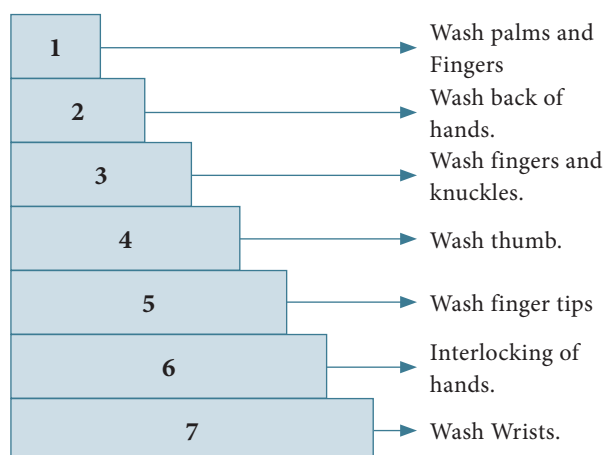 1
Wash palms and
Fingers
2
Wash back of
hands.
3
Wash fingers and
knuckles.
4
Wash thumb.
5
Wash finger tips
6
Interlocking of
hands.
7
Wash Wrists.